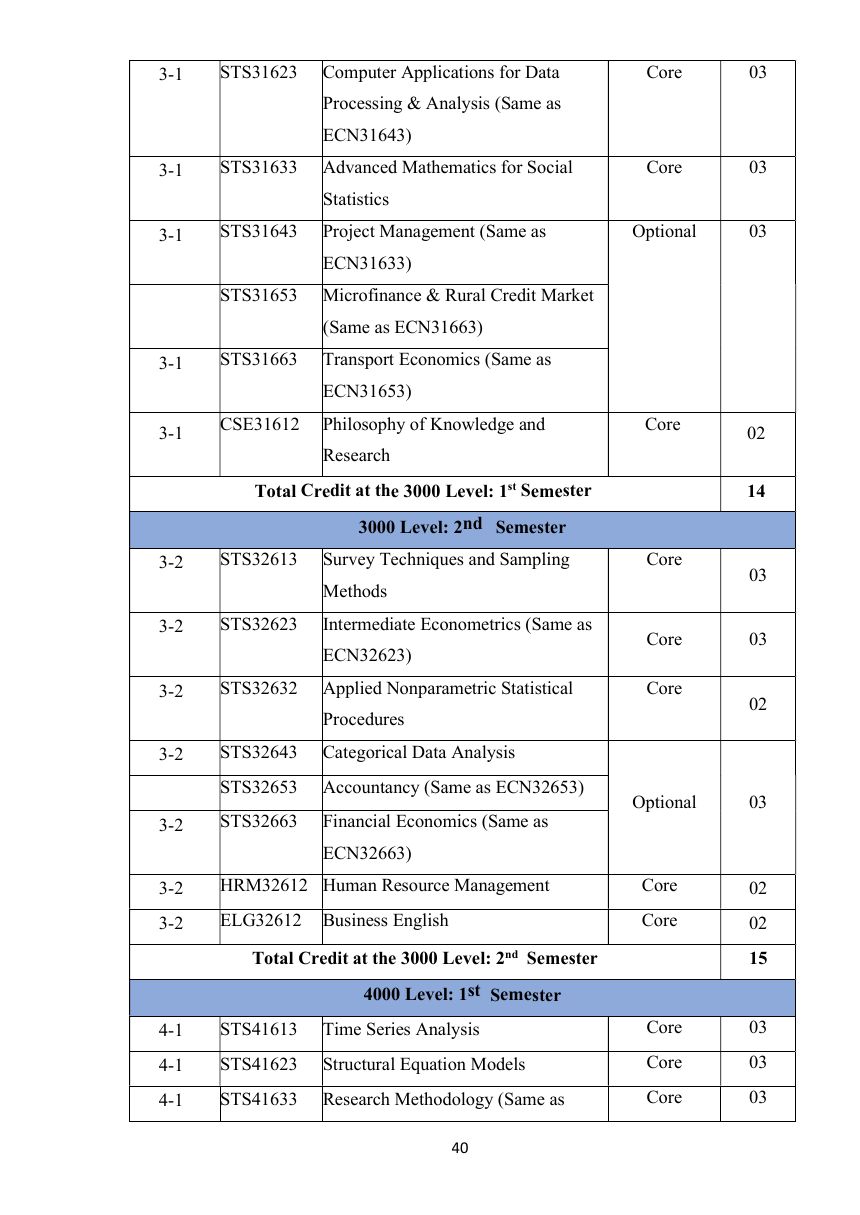 3-1 STS31623 Computer Applications for Data Core 03
Processing & Analysis (Same as
ECN31643)
3-1 STS31633 Advanced Mathematics for Social Core 03
Statistics
3-1 STS31643 Project Management (Same as Optional 03
ECN31633)
STS31653 Microfinance & Rural Credit Market
(Same as ECN31663)
3-1 STS31663 Transport Economics (Same as
ECN31653)
3-1 CSE31612 Philosophy of Knowledge and Core 02
Research
Total Credit at the 3000 Level: 1st Semester 14
3000 Level: 2nd Semester
3-2 STS32613 Survey Techniques and Sampling Core 03
Methods
3-2 STS32623 Intermediate Econometrics (Same as Core 03
ECN32623)
3-2 STS32632 Applied Nonparametric Statistical Core 02
Procedures
3-2 STS32643 Categorical Data Analysis
STS32653 Accountancy (Same as ECN32653)
Optional 03
3-2 STS32663 Financial Economics (Same as
ECN32663)
3-2 HRM32612 Human Resource Management Core 02
3-2 ELG32612 Business English Core 02
Total Credit at the 3000 Level: 2nd Semester 15
4000 Level: 1st Semester
4-1 STS41613 Time Series Analysis Core 03
4-1 STS41623 Structural Equation Models Core 03
4-1 STS41633 Research Methodology (Same as Core 03
40